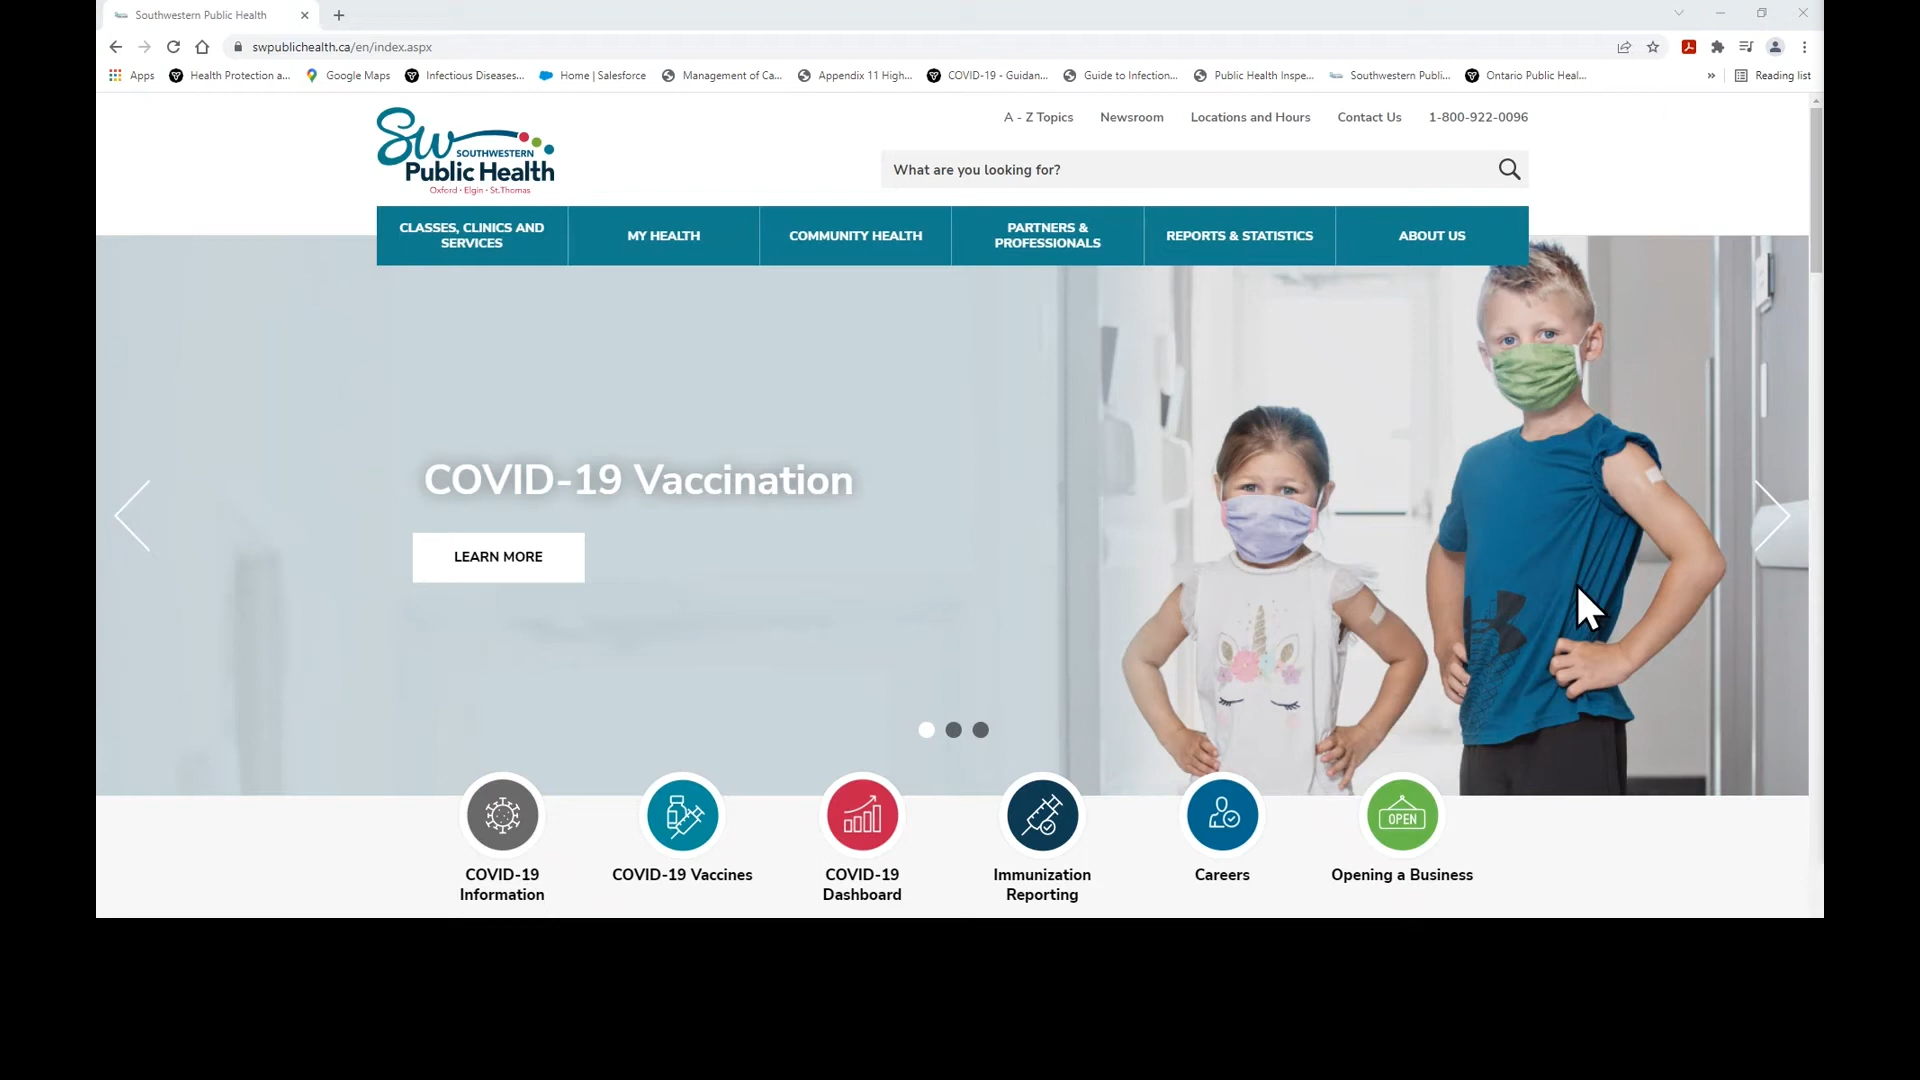 Southwestern Public Health
swpublichealth.ca/en/index.aspx
Apps
Health Protection a...
Google Maps
Infectious Diseases...
Home | Salesforce
Management of Ca...
Appendix 11 High...
COVID-19 - Guidan...
Guide to Infection...
Public Health Inspe...
Southwestern Publi...
Ontario Public Heal...
»
Reading list
Sw
SOUTHWESTERN
Public Health
Oxford • Elgin • St.Thomas
A - Z Topics
Newsroom
Locations and Hours
Contact Us
1-800-922-0096
What are you looking for?
CLASSES, CLINICS AND
SERVICES
MY HEALTH
COMMUNITY HEALTH
PARTNERS &
PROFESSIONALS
REPORTS & STATISTICS
ABOUT US
COVID-19 Vaccination
LEARN MORE
OPEN
COVID-19
Information
COVID-19 Vaccines
COVID-19
Dashboard
Immunization
Reporting
Careers
Opening a Business